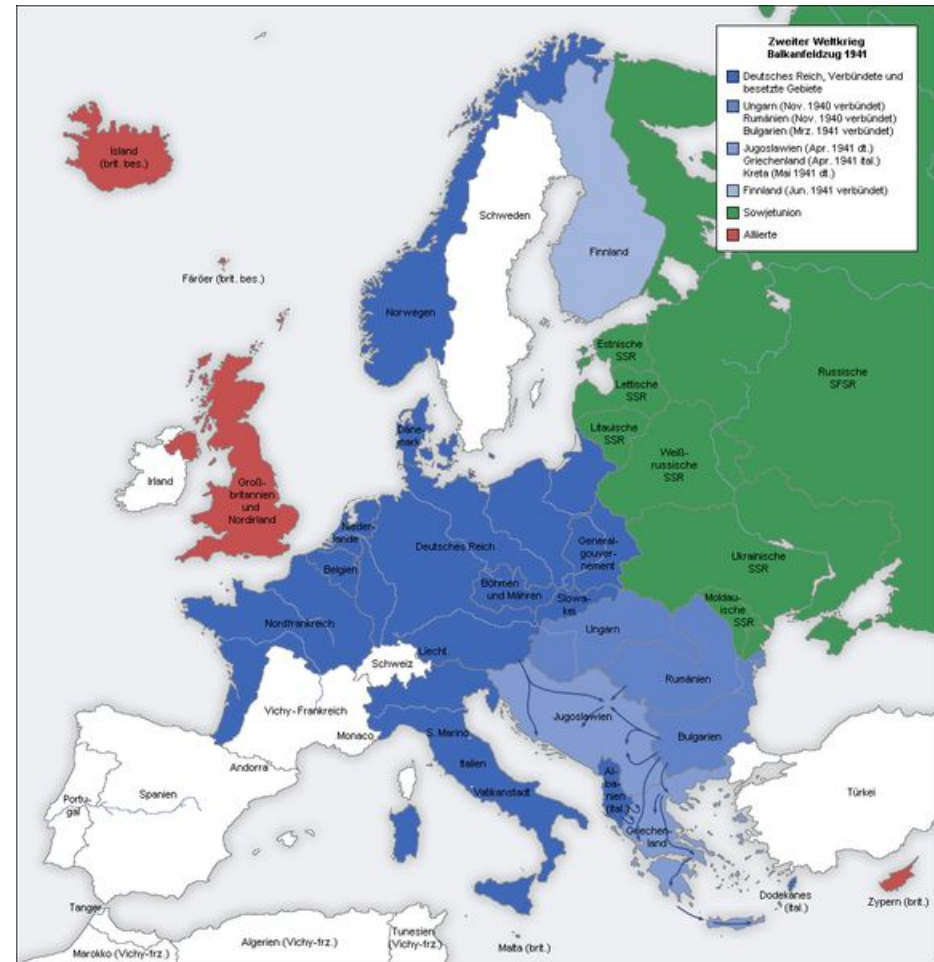 Zweiter Weltkrieg
Balkanfeldzug 1941
Deutsches Reich, Verbündete und
besetzte Gebiete
Ungarn (Nov. 1940 verbündet)
Rumänien (Nov. 1940 verbündet)
Bulgarien (Mrz. 1941 verbündet)
Jugoslawien (Apr. 1941 dt.)
Griechenland (Apr. 1941 ital.)
Kreta (Mai 1941 dt.)
Finnland (Jun. 1941 verbündet)
Sowjetunion
Alliierte
Island
(brit. bes.)
Schweden
Finnland
Färöer (brit. bes.)
Norwegen
Estnische
SSR
Russische
SFSR
Lettische
SSR
Litauische
SSR
Däne-
mark
Weiß-
russische
SSR
Irland
Groß-
britannien
und
Nordirland
Nieder-
lande
Deutsches Reich
General-
gouver-
nement
Belgien
Ukrainische
SSR
Böhmen
und Mähren
Slowa-
kei
Moldau-
ische
SSR
Nordfrankreich
Ungarn
Liecht.
Schweiz
Rumänien
Vichy-Frankreich
Jugoslawien
Monaco
S. Marino
Bulgarien
Andorra
Italien
Spanien
Vatikanstadt
Al-
ba-
nien
(ital.)
Türkei
Portu-
gal
Griechen-
land
Dodekanes
(ital.)
Zypern (brit.)
Tanger
Tunesien
(Vichy-frz.)
Algerien (Vichy-frz.)
Malta (brit.)
Marokko (Vichy-frz.)